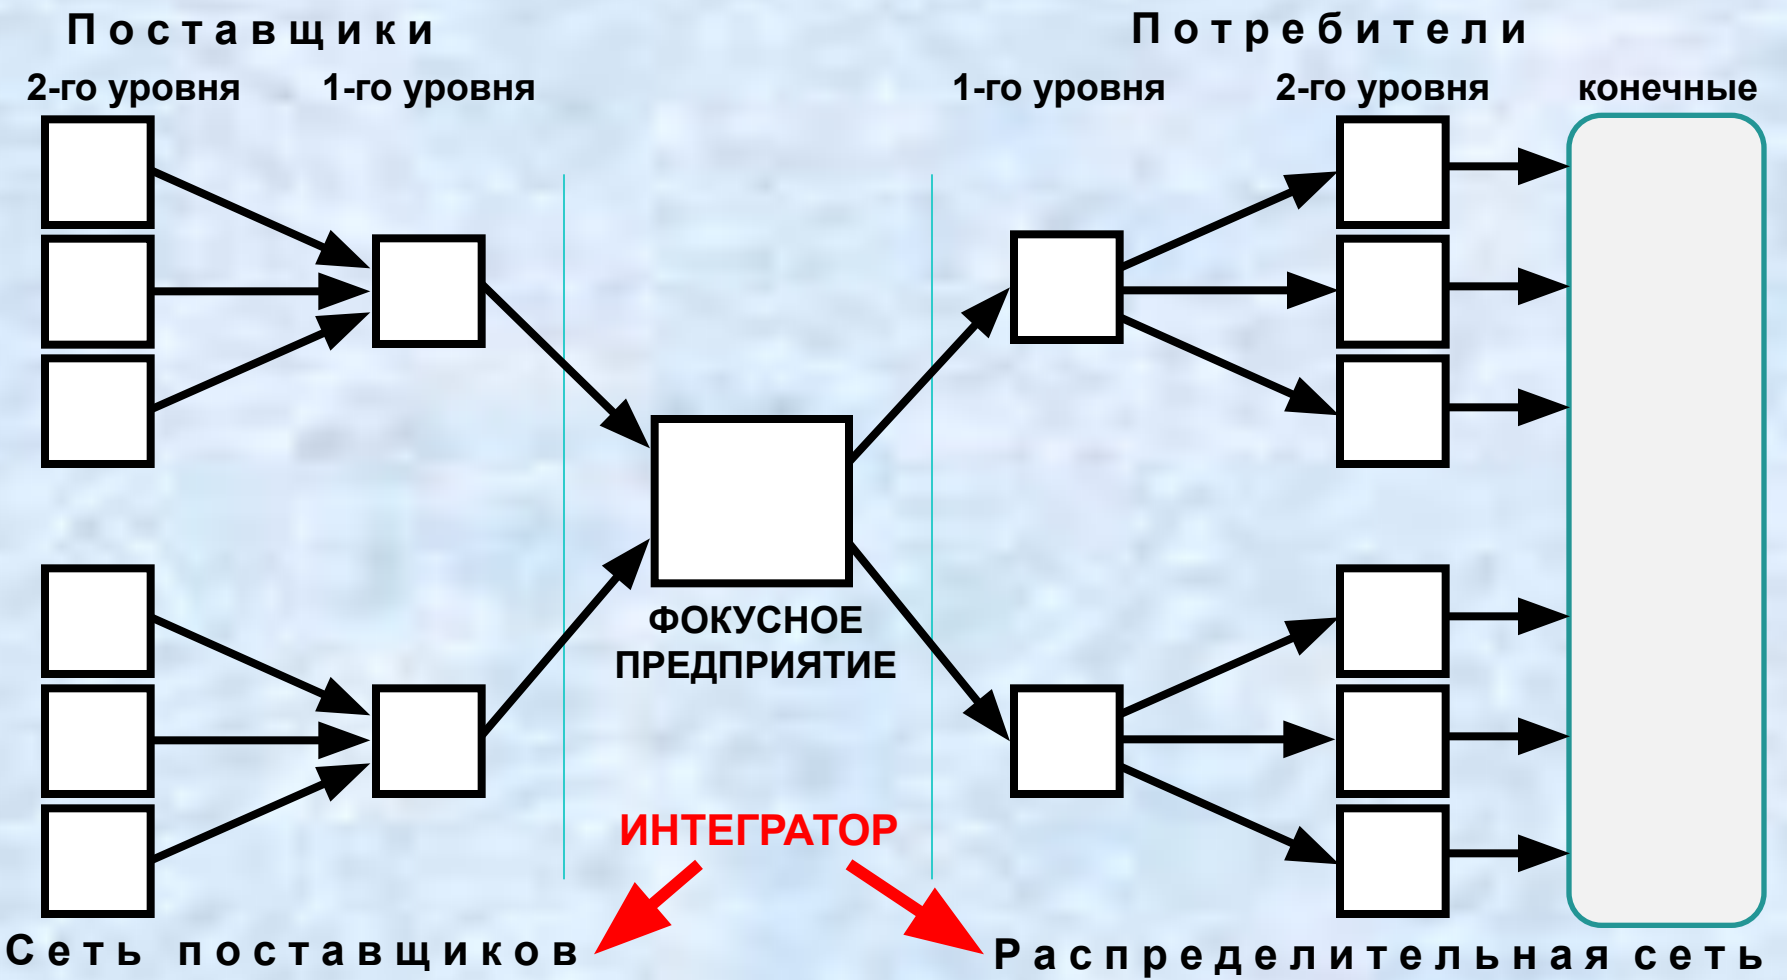 Поставщики
Потребители
2-го уровня
1-го уровня
1-го уровня
2-го уровня
конечные
ФОКУСНОЕ
ПРЕДПРИЯТИЕ
ИНТЕГРАТОР
Сеть поставщиков
Распределительная сеть